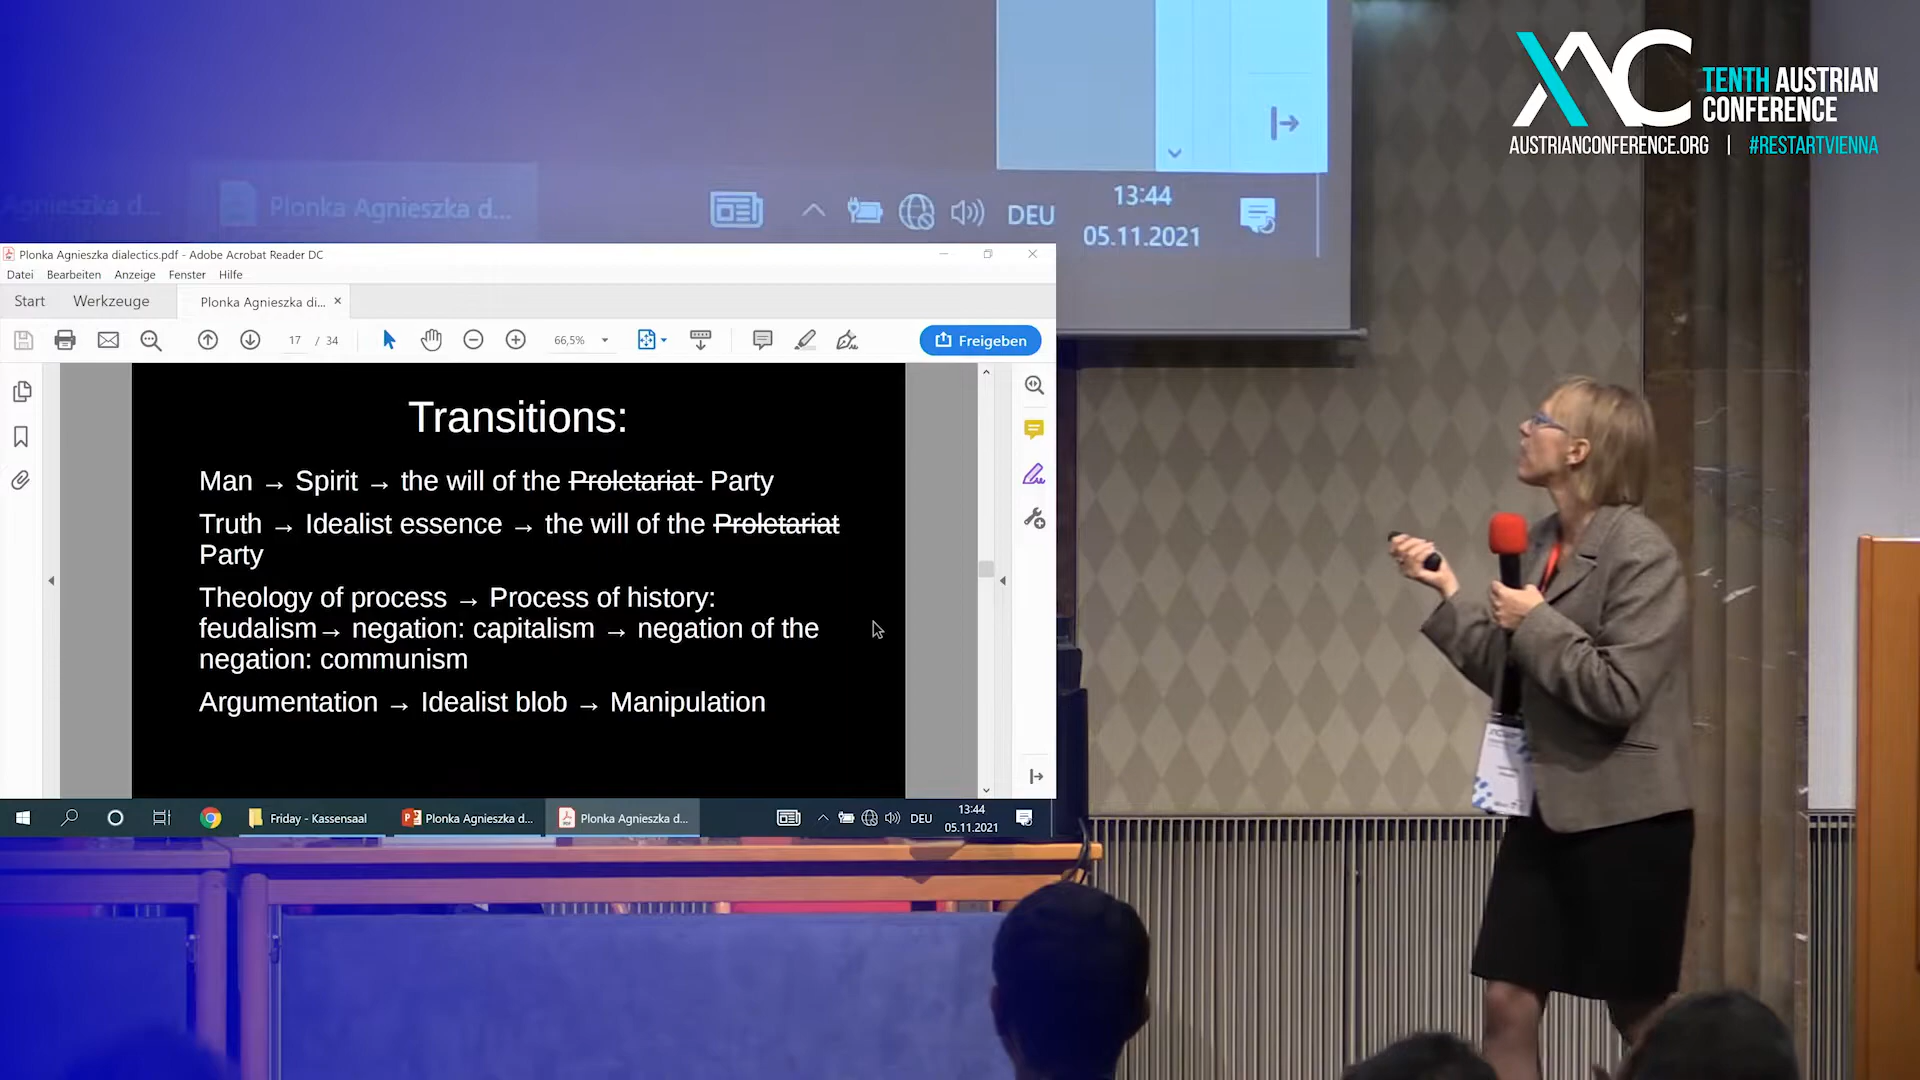 TENTH AUSTRIAN
CONFERENCE
AUSTRIANCONFERENCE.ORG | #RESTARTVIENNA
Agnieszka d...
Plonka Agnieszka d...
DEU
13:44
05.11.2021
Plonka Agnieszka dialectics.pdf - Adobe Acrobat Reader DC
Datei Bearbeiten Anzeige Fenster Hilfe
Start Werkzeuge Plonka Agnieszka di... ×
17 / 34 66,5% Freigeben
Transitions:
Man → Spirit → the will of the Proletariat Party
Truth → Idealist essence → the will of the Proletariat
Party
Theology of process → Process of history:
feudalism→ negation: capitalism → negation of the
negation: communism
Argumentation → Idealist blob → Manipulation
Friday - Kassensaal
Plonka Agnieszka d...
Plonka Agnieszka d...
DEU
13:44
05.11.2021